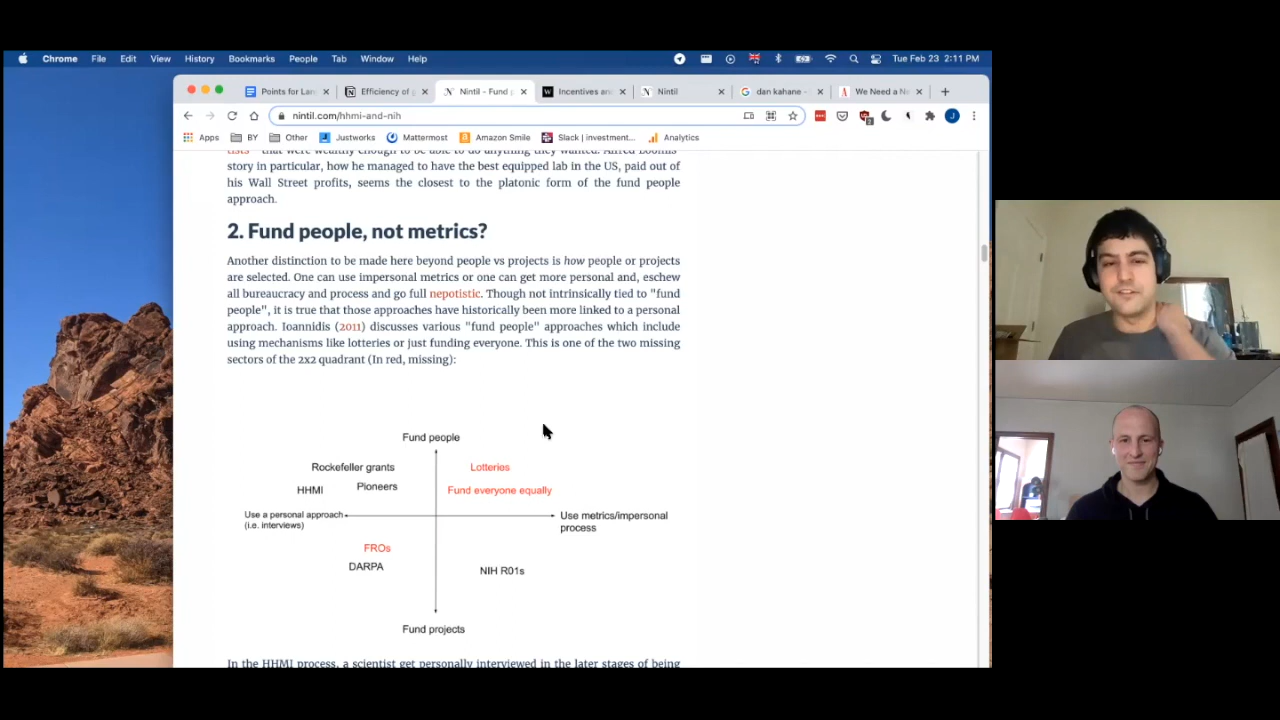 Chrome File Edit View History Bookmarks People Tab Window Help Tue Feb 23 2:11 PM
Points for Lar Efficiency of g Nintil - Fund p Incentives and Nintil dan kahane - We Need a Ne
nintil.com/hhmi-and-nih
Apps BY Other Justworks Mattermost Amazon Smile Slack | investment... Analytics
story in particular, how he managed to have the best equipped lab in the US, paid out of
his Wall Street profits, seems the closest to the platonic form of the fund people
approach.
2. Fund people, not metrics?
Another distinction to be made here beyond people vs projects is how people or projects
are selected. One can use impersonal metrics or one can get more personal and, eschew
all bureaucracy and process and go full nepotistic. Though not intrinsically tied to "fund
people", it is true that those approaches have historically been more linked to a personal
approach. Ioannidis (2011) discusses various "fund people" approaches which include
using mechanisms like lotteries or just funding everyone. This is one of the two missing
sectors of the 2x2 quadrant (In red, missing):
Fund people
Rockefeller grants Lotteries
HHMI Pioneers Fund everyone equally
Use a personal approach
(i.e. interviews)
Use metrics/impersonal
process
FROs
DARPA NIH R01s
Fund projects
In the HHMI process, a scientist get personally interviewed in the later stages of being